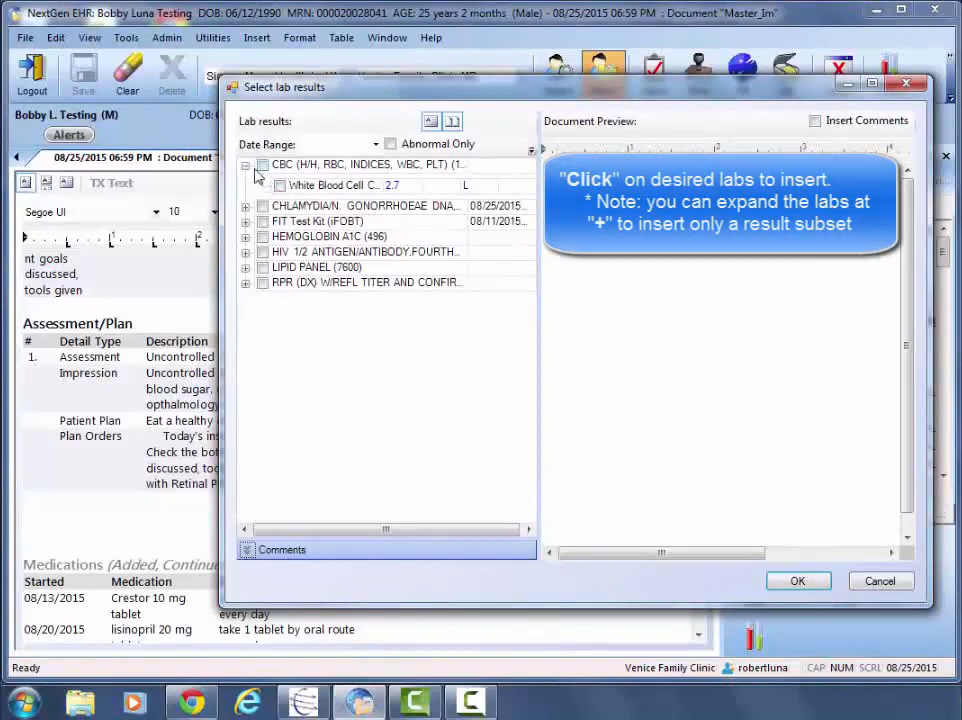 NextGen EHR: Bobby Luna Testing DOB: 06/12/1990 MRN: 000020028041 AGE: 25 years 2 months (Male) - 08/25/2015 06:59 PM : Document "Master_Im"
File Edit View Tools Admin Utilities Insert Format Table Window Help
Logout Save Clear Delete
Bobby L. Testing (M) DOB:
Alerts
08/25/2015 06:59 PM : Document "
TX Text
Segoe UI 10
1 2
nt goals
discussed,
tools given
Assessment/Plan
# Detail Type Description
1. Assessment Uncontrolled
Impression Uncontrolled
blood sugar,
opthalmology
Patient Plan Eat a healthy
Plan Orders Today's ins
Check the bot
discussed, too
with Retinal P
Medications (Added, Continue
Started Medication
08/13/2015 Crestor 10 mg
tablet every day
08/20/2015 lisinopril 20 mg take 1 tablet by oral route
Select lab results
Lab results:
Date Range: Abnormal Only
CBC (H/H, RBC, INDICES, WBC, PLT) (1...
White Blood Cell C... 2.7 L
CHLAMYDIA/N. GONORRHOEAE DNA,... 08/25/2015...
FIT Test Kit (iFOBT) 08/11/2015...
HEMOGLOBIN A1C (496)
HIV 1/2 ANTIGEN/ANTIBODY,FOURTH...
LIPID PANEL (7600)
RPR (DX) W/REFL TITER AND CONFIR...
Comments
Document Preview: Insert Comments
1 2 3 4
"Click" on desired labs to insert.
* Note: you can expand the labs at
"+" to insert only a result subset
OK Cancel
Ready Venice Family Clinic robertluna CAP NUM SCRL 08/25/2015